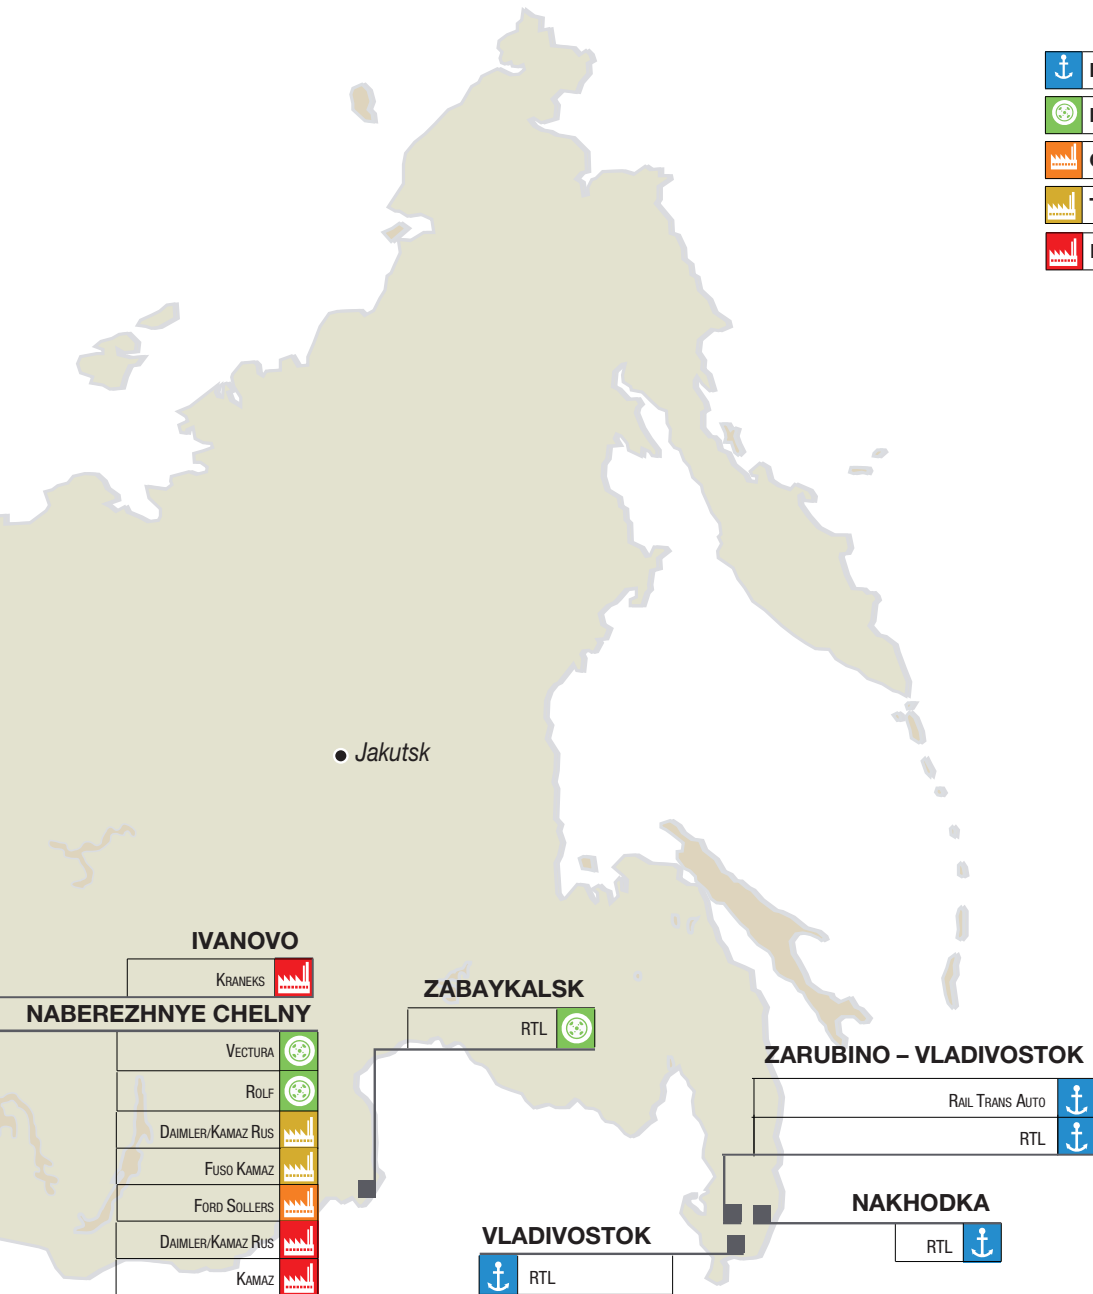 Jakutsk
IVANOVO
KRANEKS
NABEREZHNYE CHELNY
VECTURA
ROLF
DAIMLER/KAMAZ RUS
FUSO KAMAZ
FORD SOLLERS
DAIMLER/KAMAZ RUS
KAMAZ
ZABAYKALSK
RTL
ZARUBINO – VLADIVOSTOK
RAIL TRANS AUTO
RTL
NAKHODKA
RTL
VLADIVOSTOK
RTL